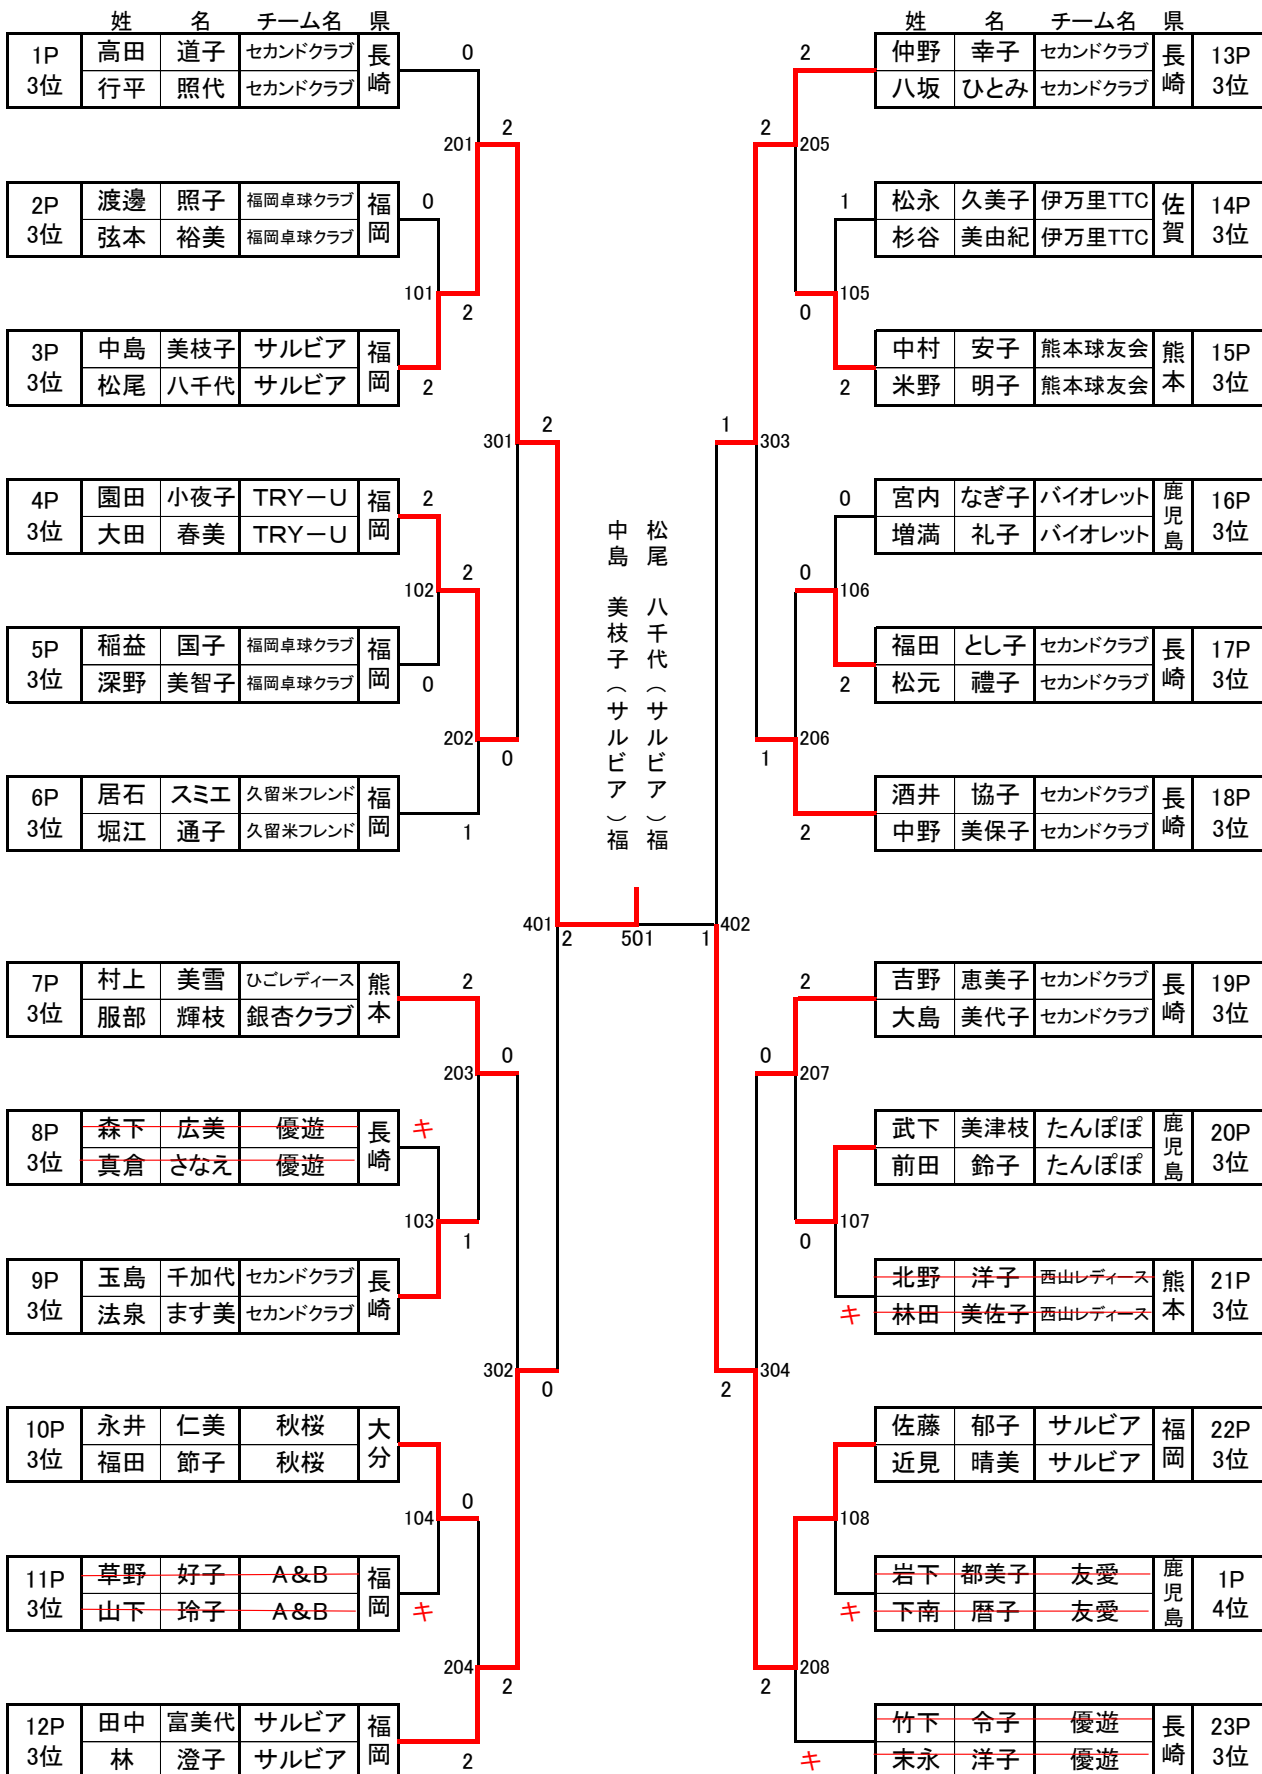 姓 名 チーム名 県
1P 3位 高田 道子 セカンドクラブ 長崎
行平 照代 セカンドクラブ
0
201
2
2P 3位 渡邊 照子 福岡卓球クラブ 福岡
弦本 裕美 福岡卓球クラブ
0
101
2
3P 3位 中島 美枝子 サルビア 福岡
松尾 八千代 サルビア
2
301
2
4P 3位 園田 小夜子 TRY－U 福岡
大田 春美 TRY－U
2
102
2
5P 3位 稲益 国子 福岡卓球クラブ 福岡
深野 美智子 福岡卓球クラブ
0
202
0
6P 3位 居石 スミエ 久留米フレンド 福岡
堀江 通子 久留米フレンド
1
401
2
7P 3位 村上 美雪 ひごレディース 熊本
服部 輝枝 銀杏クラブ
2
203
0
8P 3位 森下 広美 優遊 長崎
真倉 さなえ 優遊
キ
103
1
9P 3位 玉島 千加代 セカンドクラブ 長崎
法泉 ます美 セカンドクラブ
302
0
10P 3位 永井 仁美 秋桜 大分
福田 節子 秋桜
104
0
11P 3位 草野 好子 A&B 福岡
山下 玲子 A&B
キ
204
2
12P 3位 田中 富美代 サルビア 福岡
林 澄子 サルビア
2
松尾 八千代（サルビア）福
中島 美枝子（サルビア）福
501
姓 名 チーム名 県
2
仲野 幸子 セカンドクラブ 長崎 13P 3位
八坂 ひとみ セカンドクラブ
2
205
1
松永 久美子 伊万里TTC 佐賀 14P 3位
杉谷 美由紀 伊万里TTC
105
0
中村 安子 熊本球友会 熊本 15P 3位
米野 明子 熊本球友会
2
1
303
0
宮内 なぎ子 バイオレット 鹿児島 16P 3位
増満 礼子 バイオレット
0
106
福田 とし子 セカンドクラブ 長崎 17P 3位
松元 禮子 セカンドクラブ
2
206
1
酒井 協子 セカンドクラブ 長崎 18P 3位
中野 美保子 セカンドクラブ
2
1
402
2
吉野 恵美子 セカンドクラブ 長崎 19P 3位
大島 美代子 セカンドクラブ
0
207
武下 美津枝 たんぽぽ 鹿児島 20P 3位
前田 鈴子 たんぽぽ
107
0
北野 洋子 西山レディース 熊本 21P 3位
林田 美佐子 西山レディース
キ
304
2
佐藤 郁子 サルビア 福岡 22P 3位
近見 晴美 サルビア
108
岩下 都美子 友愛 鹿児島 1P 4位
下南 暦子 友愛
キ
208
2
竹下 令子 優遊 長崎 23P 3位
末永 洋子 優遊
キ